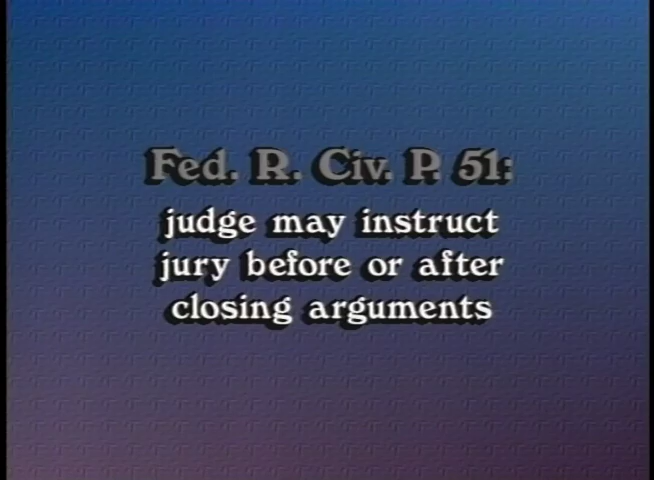 Fed. R. Civ. P. 51:
judge may instruct
jury before or after
closing arguments